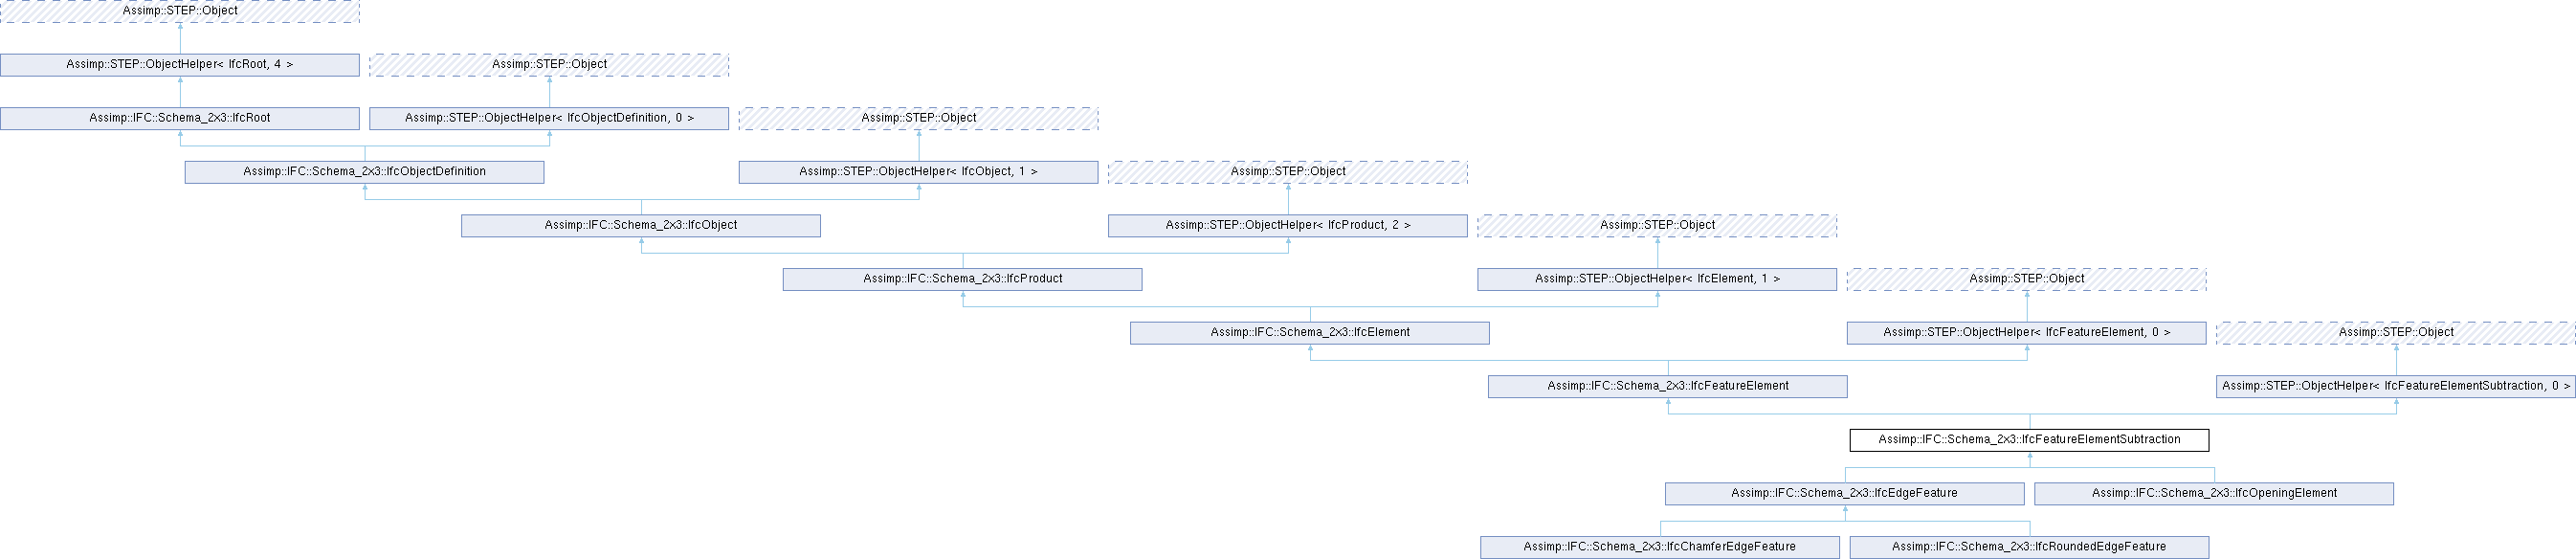 Assimp::STEP::Object
Assimp::STEP::ObjectHelper< IfcRoot, 4 >
Assimp::STEP::Object
Assimp::IFC::Schema_2x3::IfcRoot
Assimp::STEP::ObjectHelper< IfcObjectDefinition, 0 >
Assimp::STEP::Object
Assimp::IFC::Schema_2x3::IfcObjectDefinition
Assimp::STEP::ObjectHelper< IfcObject, 1 >
Assimp::STEP::Object
Assimp::IFC::Schema_2x3::IfcObject
Assimp::STEP::ObjectHelper< IfcProduct, 2 >
Assimp::STEP::Object
Assimp::IFC::Schema_2x3::IfcProduct
Assimp::STEP::ObjectHelper< IfcElement, 1 >
Assimp::STEP::Object
Assimp::IFC::Schema_2x3::IfcElement
Assimp::STEP::ObjectHelper< IfcFeatureElement, 0 >
Assimp::STEP::Object
Assimp::IFC::Schema_2x3::IfcFeatureElement
Assimp::STEP::ObjectHelper< IfcFeatureElementSubtraction, 0 >
Assimp::IFC::Schema_2x3::IfcFeatureElementSubtraction
Assimp::IFC::Schema_2x3::IfcEdgeFeature
Assimp::IFC::Schema_2x3::IfcOpeningElement
Assimp::IFC::Schema_2x3::IfcChamferEdgeFeature
Assimp::IFC::Schema_2x3::IfcRoundedEdgeFeature